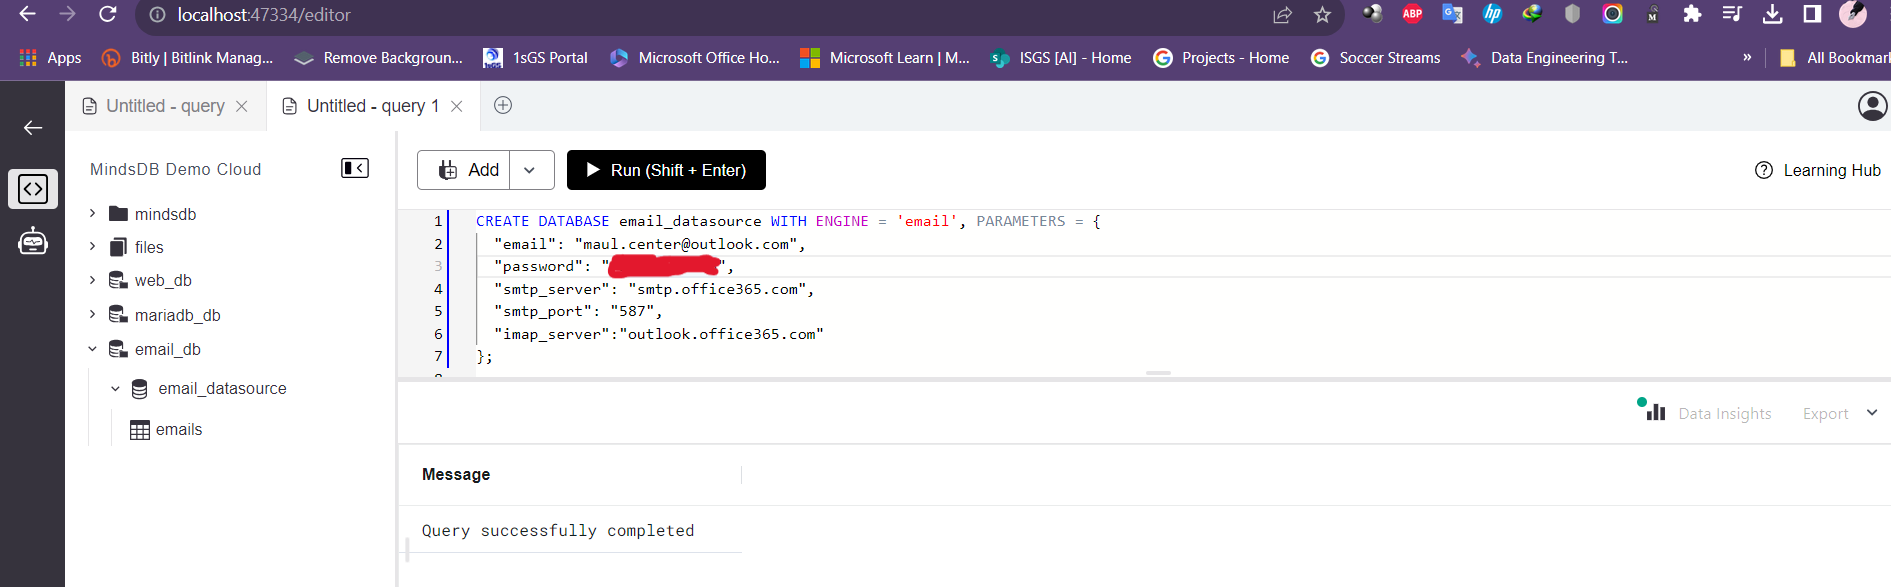 localhost:47334/editor
ABP
hp
M
Apps
Bitly | Bitlink Manag...
Remove Backgroun...
1sGS Portal
Microsoft Office Ho...
Microsoft Learn | M...
ISGS [AI] - Home
Projects - Home
Soccer Streams
Data Engineering T...
»
All Bookmar
Untitled - query
Untitled - query 1
MindsDB Demo Cloud
Add
Run (Shift + Enter)
Learning Hub
mindsdb
files
web_db
mariadb_db
email_db
email_datasource
emails
1 CREATE DATABASE email_datasource WITH ENGINE = 'email', PARAMETERS = {
2 "email": "maul.center@outlook.com",
3 "password": "",
4 "smtp_server": "smtp.office365.com",
5 "smtp_port": "587",
6 "imap_server":"outlook.office365.com"
7 };
Data Insights
Export
Message
Query successfully completed